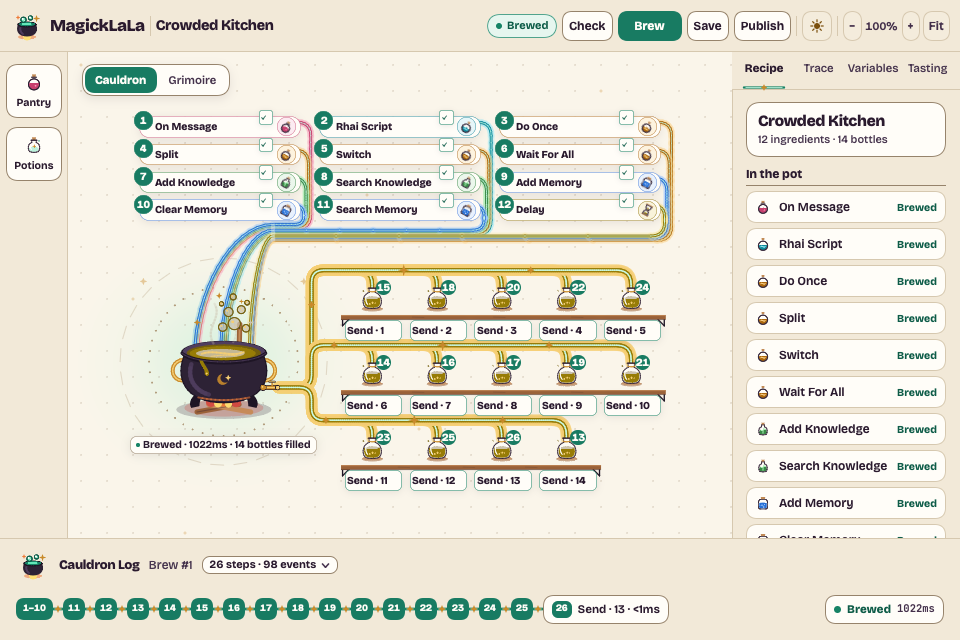 MagickLaLa
Crowded Kitchen
Brewed
Check
Brew
Save
Publish
− 100% +
Fit
Pantry
Potions
Cauldron
Grimoire
1 On Message
2 Rhai Script
3 Do Once
4 Split
5 Switch
6 Wait For All
7 Add Knowledge
8 Search Knowledge
9 Add Memory
10 Clear Memory
11 Search Memory
12 Delay
15 18 20 22 24
Send · 1 Send · 2 Send · 3 Send · 4 Send · 5
14 16 17 19 21
Send · 6 Send · 7 Send · 8 Send · 9 Send · 10
23 25 26 13
Send · 11 Send · 12 Send · 13 Send · 14
Brewed · 1022ms · 14 bottles filled
Recipe Trace Variables Tasting
Crowded Kitchen
12 ingredients · 14 bottles
In the pot
On Message Brewed
Rhai Script Brewed
Do Once Brewed
Split Brewed
Switch Brewed
Wait For All Brewed
Add Knowledge Brewed
Search Knowledge Brewed
Add Memory Brewed
Cauldron Log
Brew #1
26 steps · 98 events
1–10 11 12 13 14 15 16 17 18 19 20 21 22 23 24 25 26 Send · 13 · <1ms
Brewed 1022ms